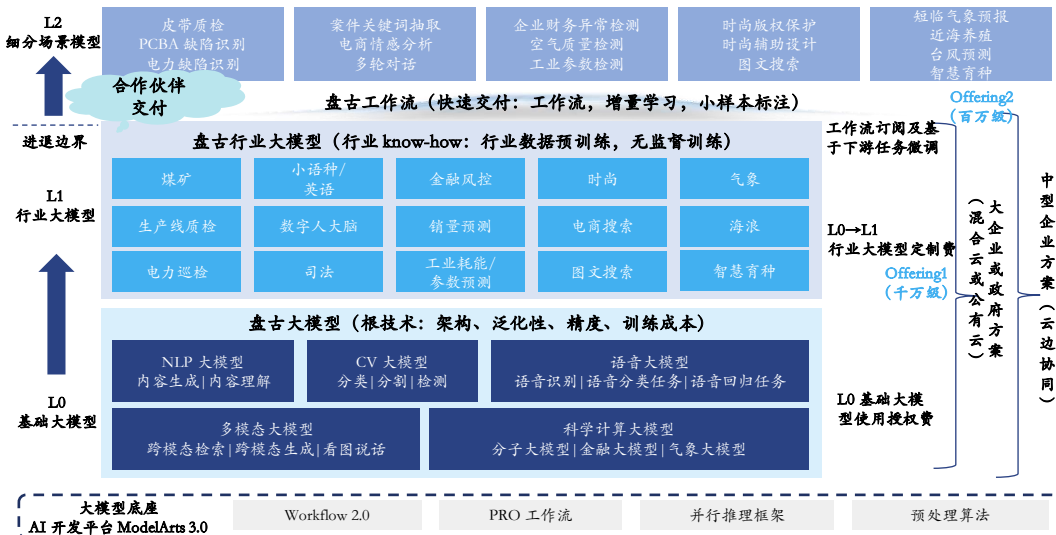 L2
细分场景模型
皮带质检
PCBA 缺陷识别
电力缺陷识别
案件关键词抽取
电商情感分析
多轮对话
企业财务异常检测
空气质量检测
工业参数检测
时尚版权保护
时尚辅助设计
图文搜索
短临气象预报
近海养殖
台风预测
智慧育种
合作伙伴
交付
盘古工作流（快速交付：工作流，增量学习，小样本标注）
Offering2
（百万级）
进退边界
盘古行业大模型（行业 know-how：行业数据预训练，无监督训练）
工作流订阅及基
于下游任务微调
L1
行业大模型
煤矿
小语种/
英语
金融风控
时尚
气象
生产线质检
数字人大脑
销量预测
电商搜索
海浪
电力巡检
司法
工业耗能/
参数预测
图文搜索
智慧育种
L0→L1
行业大模型定制费
Offering1
（千万级）
大企业或政府方案
（混合云或公有云）
中型企业方案（云边协同）
盘古大模型（根技术：架构、泛化性、精度、训练成本）
L0
基础大模型
NLP 大模型
内容生成|内容理解
CV 大模型
分类|分割|检测
语音大模型
语音识别|语音分类任务|语音回归任务
多模态大模型
跨模态检索|跨模态生成|看图说话
科学计算大模型
分子大模型|金融大模型|气象大模型
L0 基础大模
型使用授权费
大模型底座
AI 开发平台 ModelArts 3.0
Workflow 2.0
PRO 工作流
并行推理框架
预处理算法